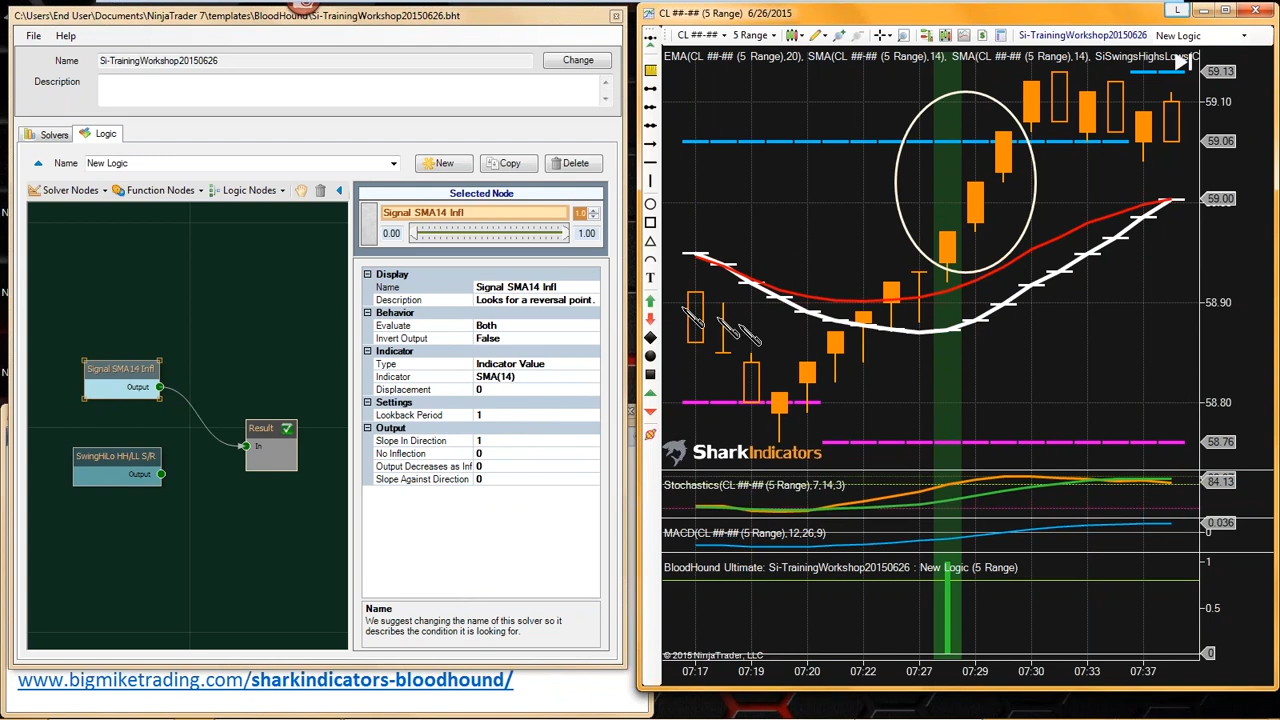 C:\Users\End User\Documents\NinjaTrader 7\templates\BloodHound\Si-TrainingWorkshop20150626.bht
File Help
Name Si-TrainingWorkshop20150626 Change
Description
Solvers Logic
Name New Logic New Copy Delete
Solver Nodes Function Nodes Logic Nodes
Selected Node
Signal SMA14 Infl 1.0
0.00 1.00
Display
Name Signal SMA14 Infl
Description Looks for a reversal point.
Behavior
Evaluate Both
Invert Output False
Indicator
Type Indicator Value
Indicator SMA(14)
Displacement 0
Settings
Lookback Period 1
Output
Slope In Direction 1
No Inflection 0
Output Decreases as Inf 0
Slope Against Direction 0
Name
We suggest changing the name of this solver so it
describes the condition it is looking for.
Signal SMA14 Infl
Output
SwingHiLo HH/LL S/R
Output
Result
In
www.bigmiketrading.com/sharkindicators-bloodhound/
CL ##-## (5 Range) 6/26/2015 L
CL ##-## 5 Range Si-TrainingWorkshop20150626 New Logic
EMA(CL ##-## (5 Range),20), SMA(CL ##-## (5 Range),14), SMA(CL ##-## (5 Range),14), SiSwingsHighsLows(C
59.13
59.10
59.06
59.00
58.90
58.80
58.76
SharkIndicators
Stochastics(CL ##-## (5 Range),7,14,3)
84.13
MACD(CL ##-## (5 Range),12,26,9)
0.036
0
BloodHound Ultimate: Si-TrainingWorkshop20150626 : New Logic (5 Range)
1
0.5
0
© 2015 NinjaTrader, LLC
07:17 07:19 07:20 07:22 07:27 07:29 07:30 07:33 07:37
T